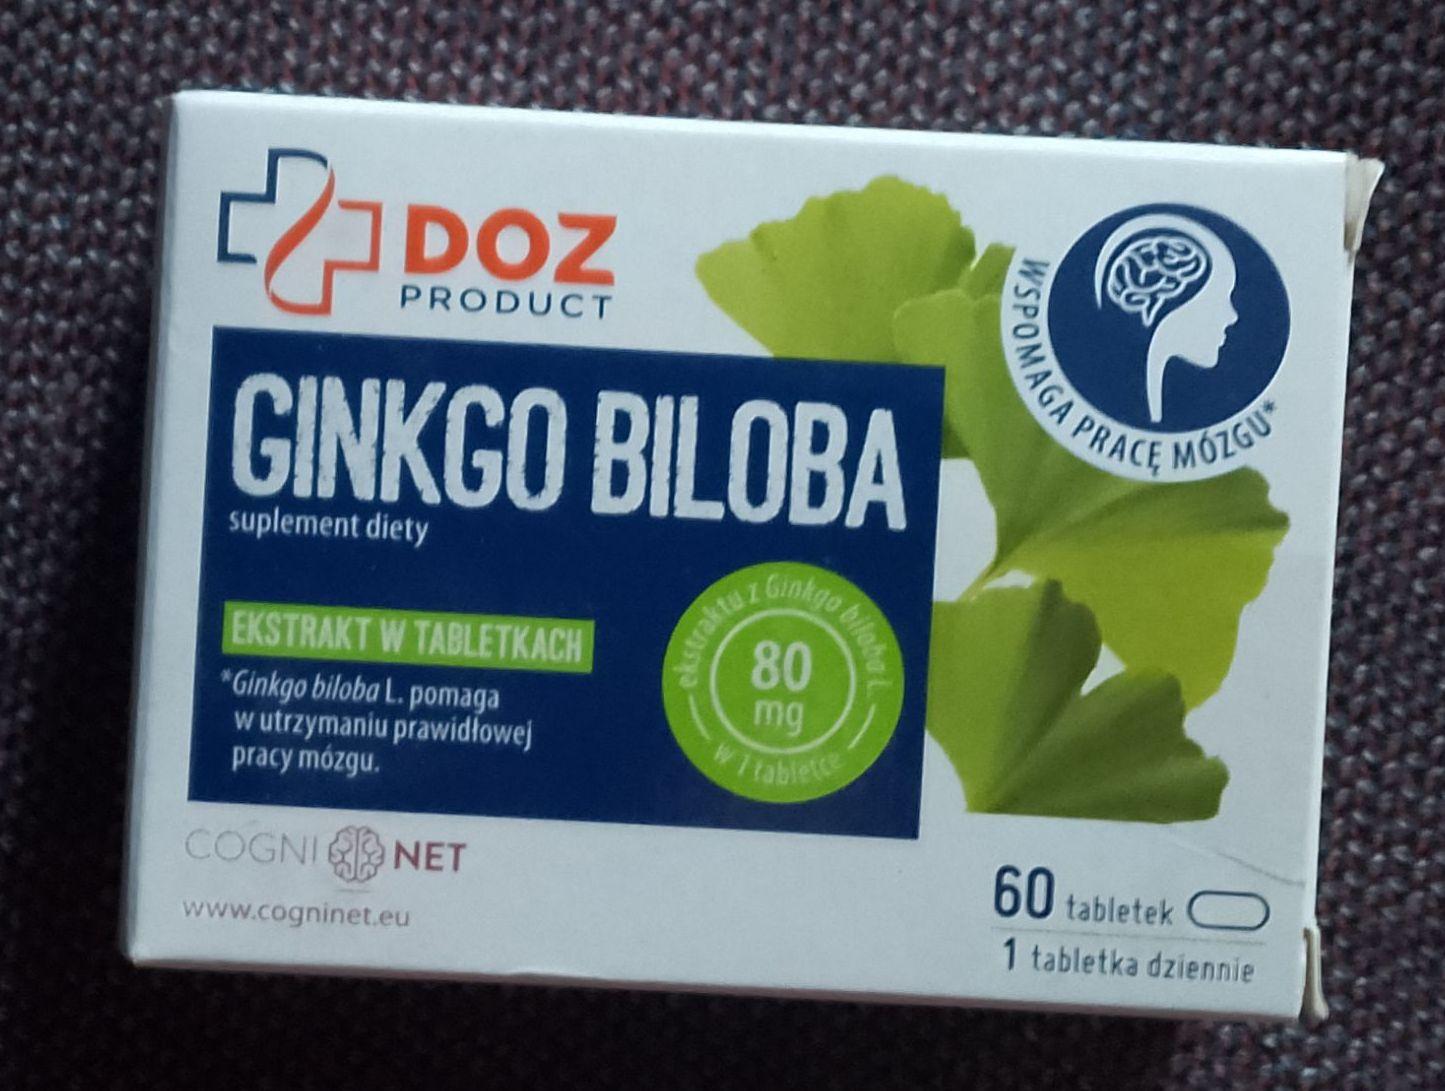 DOZ
PRODUCT
WSPOMAGA PRACĘ MÓZGU*
GINKGO BILOBA
suplement diety
EKSTRAKT W TABLETKACH
*Ginkgo biloba L. pomaga
w utrzymaniu prawidłowej
pracy mózgu.
ekstraktu z Ginkgo biloba L.
80
mg
w 1 tabletce
COGNI NET
www.cogninet.eu
60 tabletek
1 tabletka dziennie